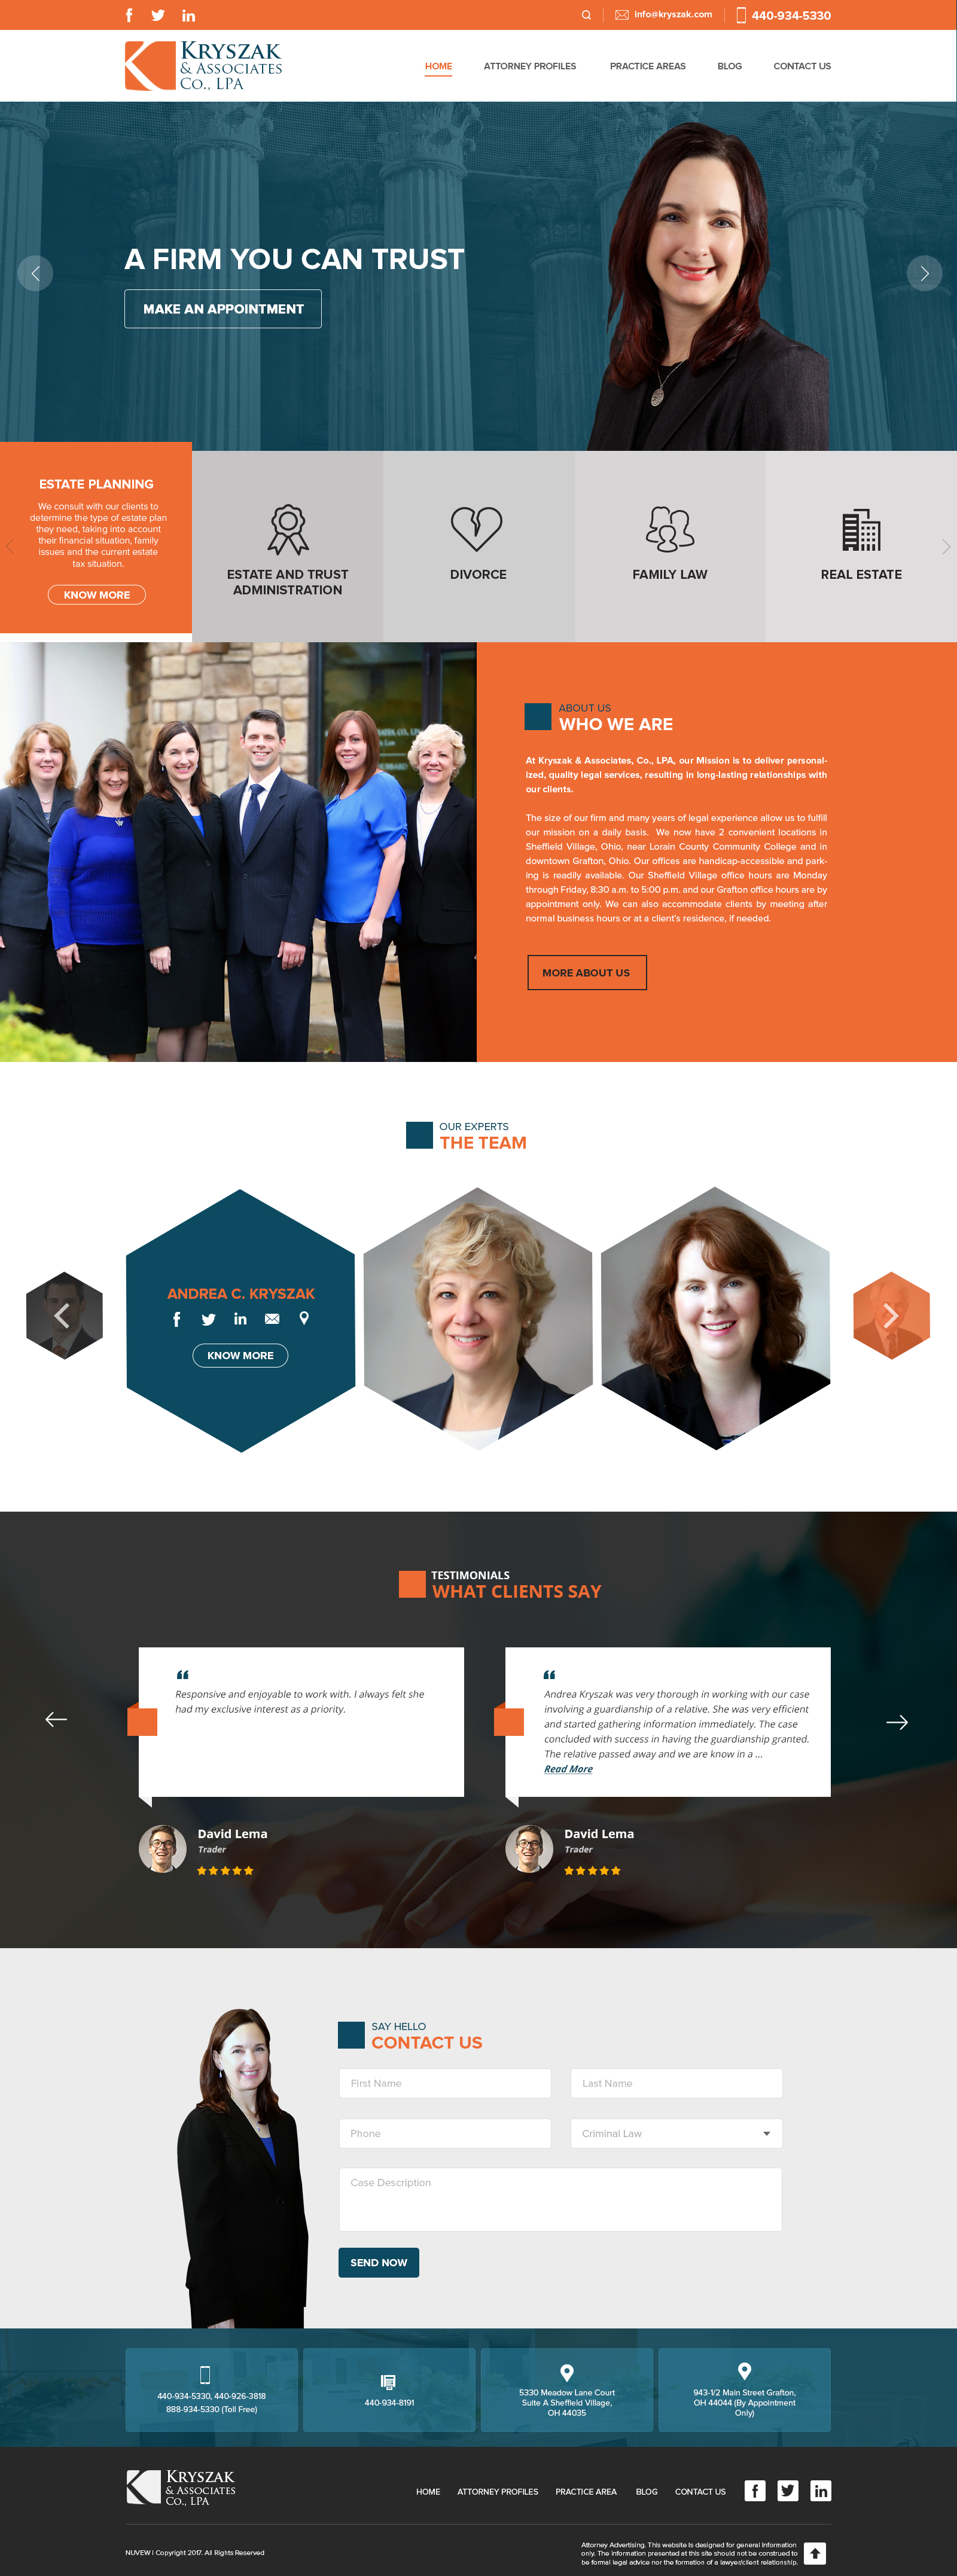 info@kryszak.com
440-934-5330
KRYSZAK
& ASSOCIATES
CO., LPA
HOME
ATTORNEY PROFILES
PRACTICE AREAS
BLOG
CONTACT US
A FIRM YOU CAN TRUST
MAKE AN APPOINTMENT
ESTATE PLANNING
We consult with our clients to
determine the type of estate plan
they need, taking into account
their financial situation, family
issues and the current estate
tax situation.
KNOW MORE
ESTATE AND TRUST
ADMINISTRATION
DIVORCE
FAMILY LAW
REAL ESTATE
ABOUT US
WHO WE ARE
At Kryszak & Associates, Co., LPA, our Mission is to deliver personal-
ized, quality legal services, resulting in long-lasting relationships with
our clients.
The size of our firm and many years of legal experience allow us to fulfill
our mission on a daily basis. We now have 2 convenient locations in
Sheffield Village, Ohio, near Lorain County Community College and in
downtown Grafton, Ohio. Our offices are handicap-accessible and park-
ing is readily available. Our Sheffield Village office hours are Monday
through Friday, 8:30 a.m. to 5:00 p.m. and our Grafton office hours are by
appointment only. We can also accommodate clients by meeting after
normal business hours or at a client's residence, if needed.
MORE ABOUT US
OUR EXPERTS
THE TEAM
ANDREA C. KRYSZAK
KNOW MORE
TESTIMONIALS
WHAT CLIENTS SAY
Responsive and enjoyable to work with. I always felt she
had my exclusive interest as a priority.
David Lema
Trader
Andrea Kryszak was very thorough in working with our case
involving a guardianship of a relative. She was very efficient
and started gathering information immediately. The case
concluded with success in having the guardianship granted.
The relative passed away and we are know in a ...
Read More
David Lema
Trader
SAY HELLO
CONTACT US
First Name
Last Name
Phone
Criminal Law
Case Description
SEND NOW
440-934-5330, 440-926-3818
888-934-5330 (Toll Free)
440-934-8191
5330 Meadow Lane Court
Suite A Sheffield Village,
OH 44035
943-1/2 Main Street Grafton,
OH 44044 (By Appointment
Only)
KRYSZAK
& ASSOCIATES
CO., LPA
HOME
ATTORNEY PROFILES
PRACTICE AREA
BLOG
CONTACT US
NUVEW I Copyright 2017. All Rights Reserved
Attorney Advertising. This website is designed for general information
only. The information presented at this site should not be construed to
be formal legal advice nor the formation of a lawyer/client relationship.